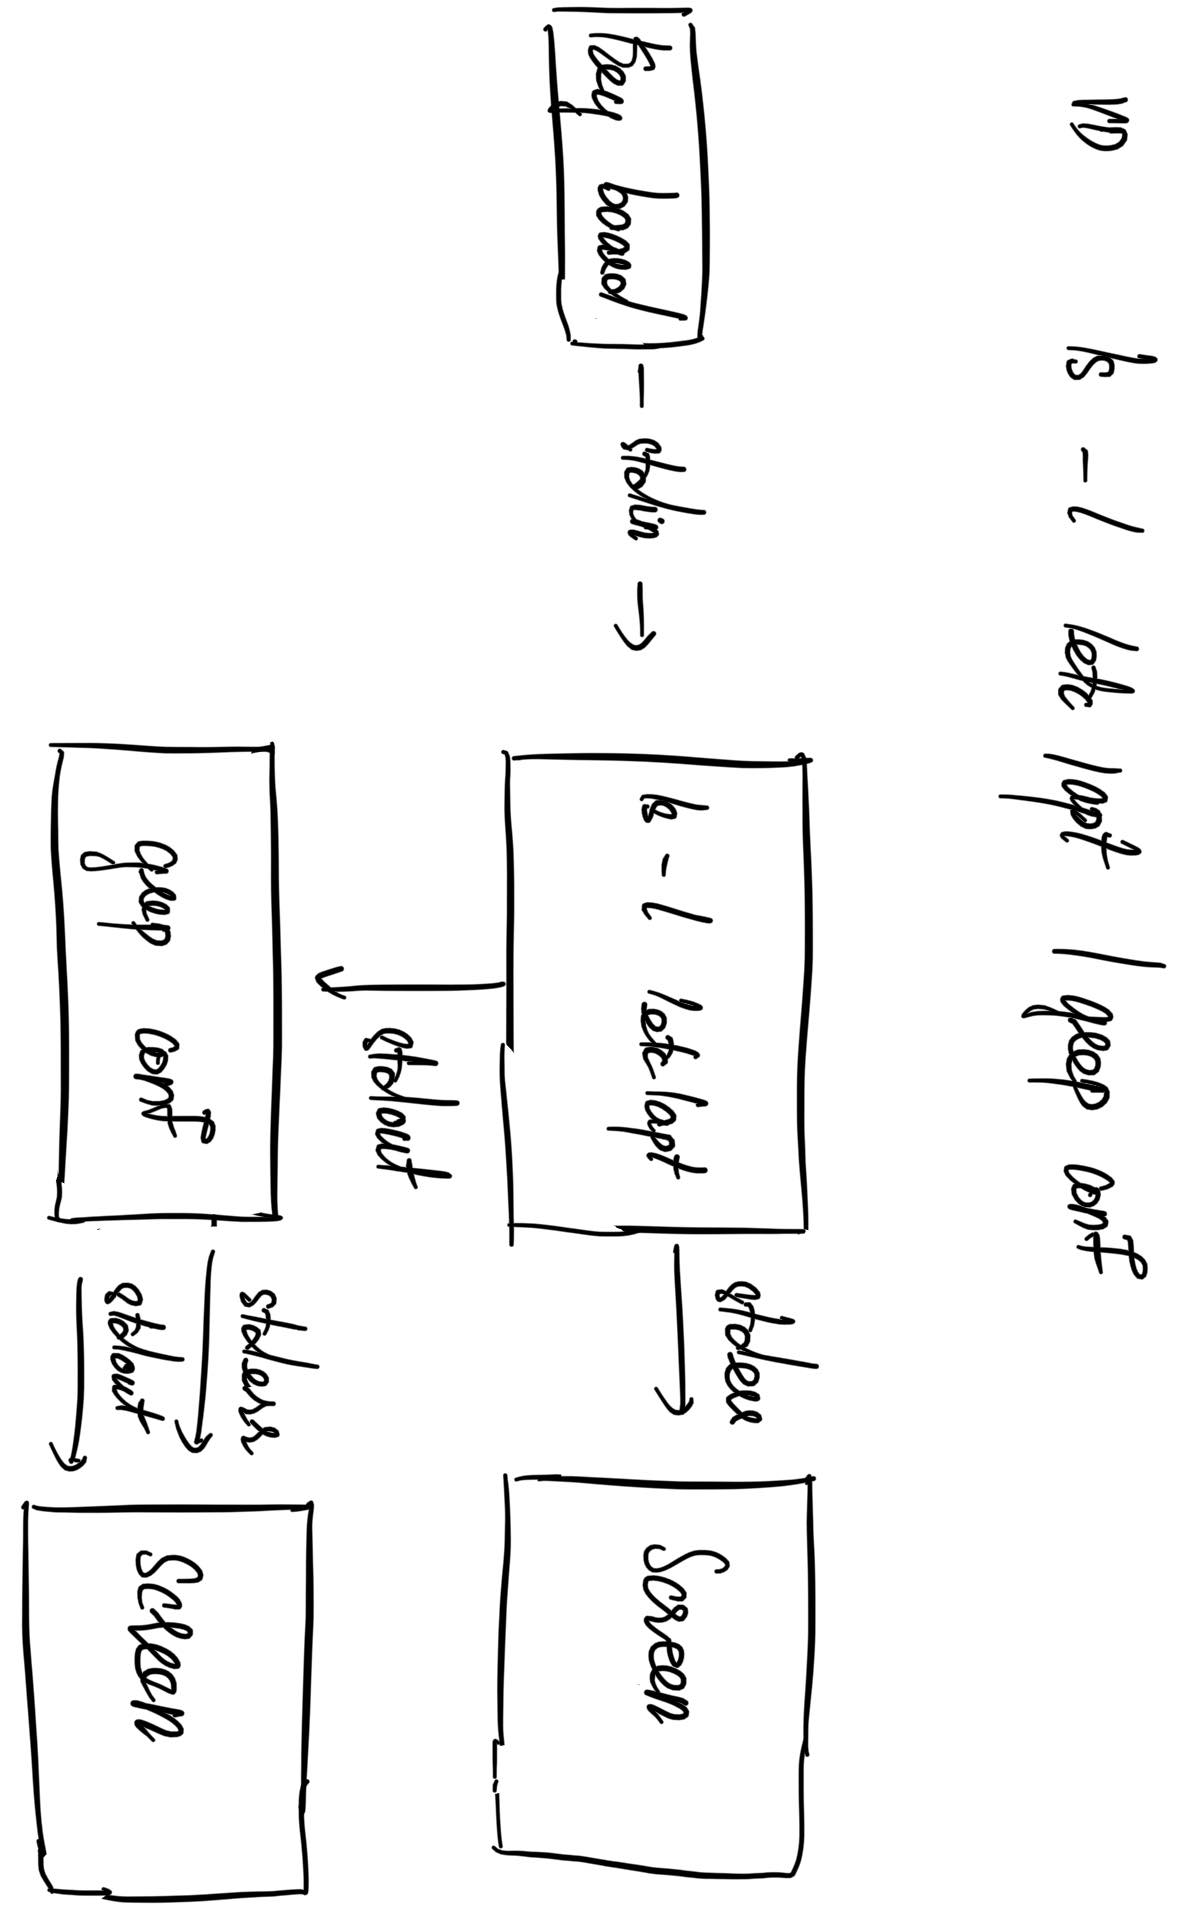 VD ls -l /etc/apt | grep conf
Key board
- stdin →
ls -l /etc/apt
stderr
Screen
stdout
grep conf
stderr
stdout
Screen